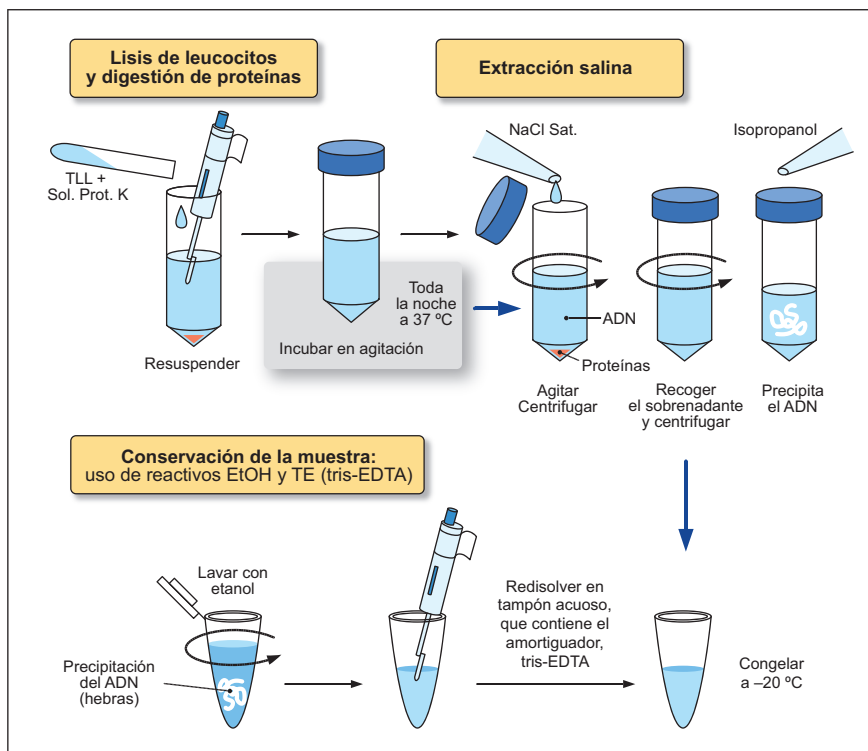 Lisis de leucocitos
y digestión de proteínas
Extracción salina
TLL +
Sol. Prot. K
Resuspender
Toda
la noche
a 37 ºC
Incubar en agitación
NaCl Sat.
ADN
Proteínas
Agitar
Centrifugar
Recoger
el sobrenadante
y centrifugar
Isopropanol
Precipita
el ADN
Conservación de la muestra:
uso de reactivos EtOH y TE (tris-EDTA)
Lavar con
etanol
Precipitación
del ADN
(hebras)
Redisolver en
tampón acuoso,
que contiene el
amortiguador,
tris-EDTA
Congelar
a –20 ºC